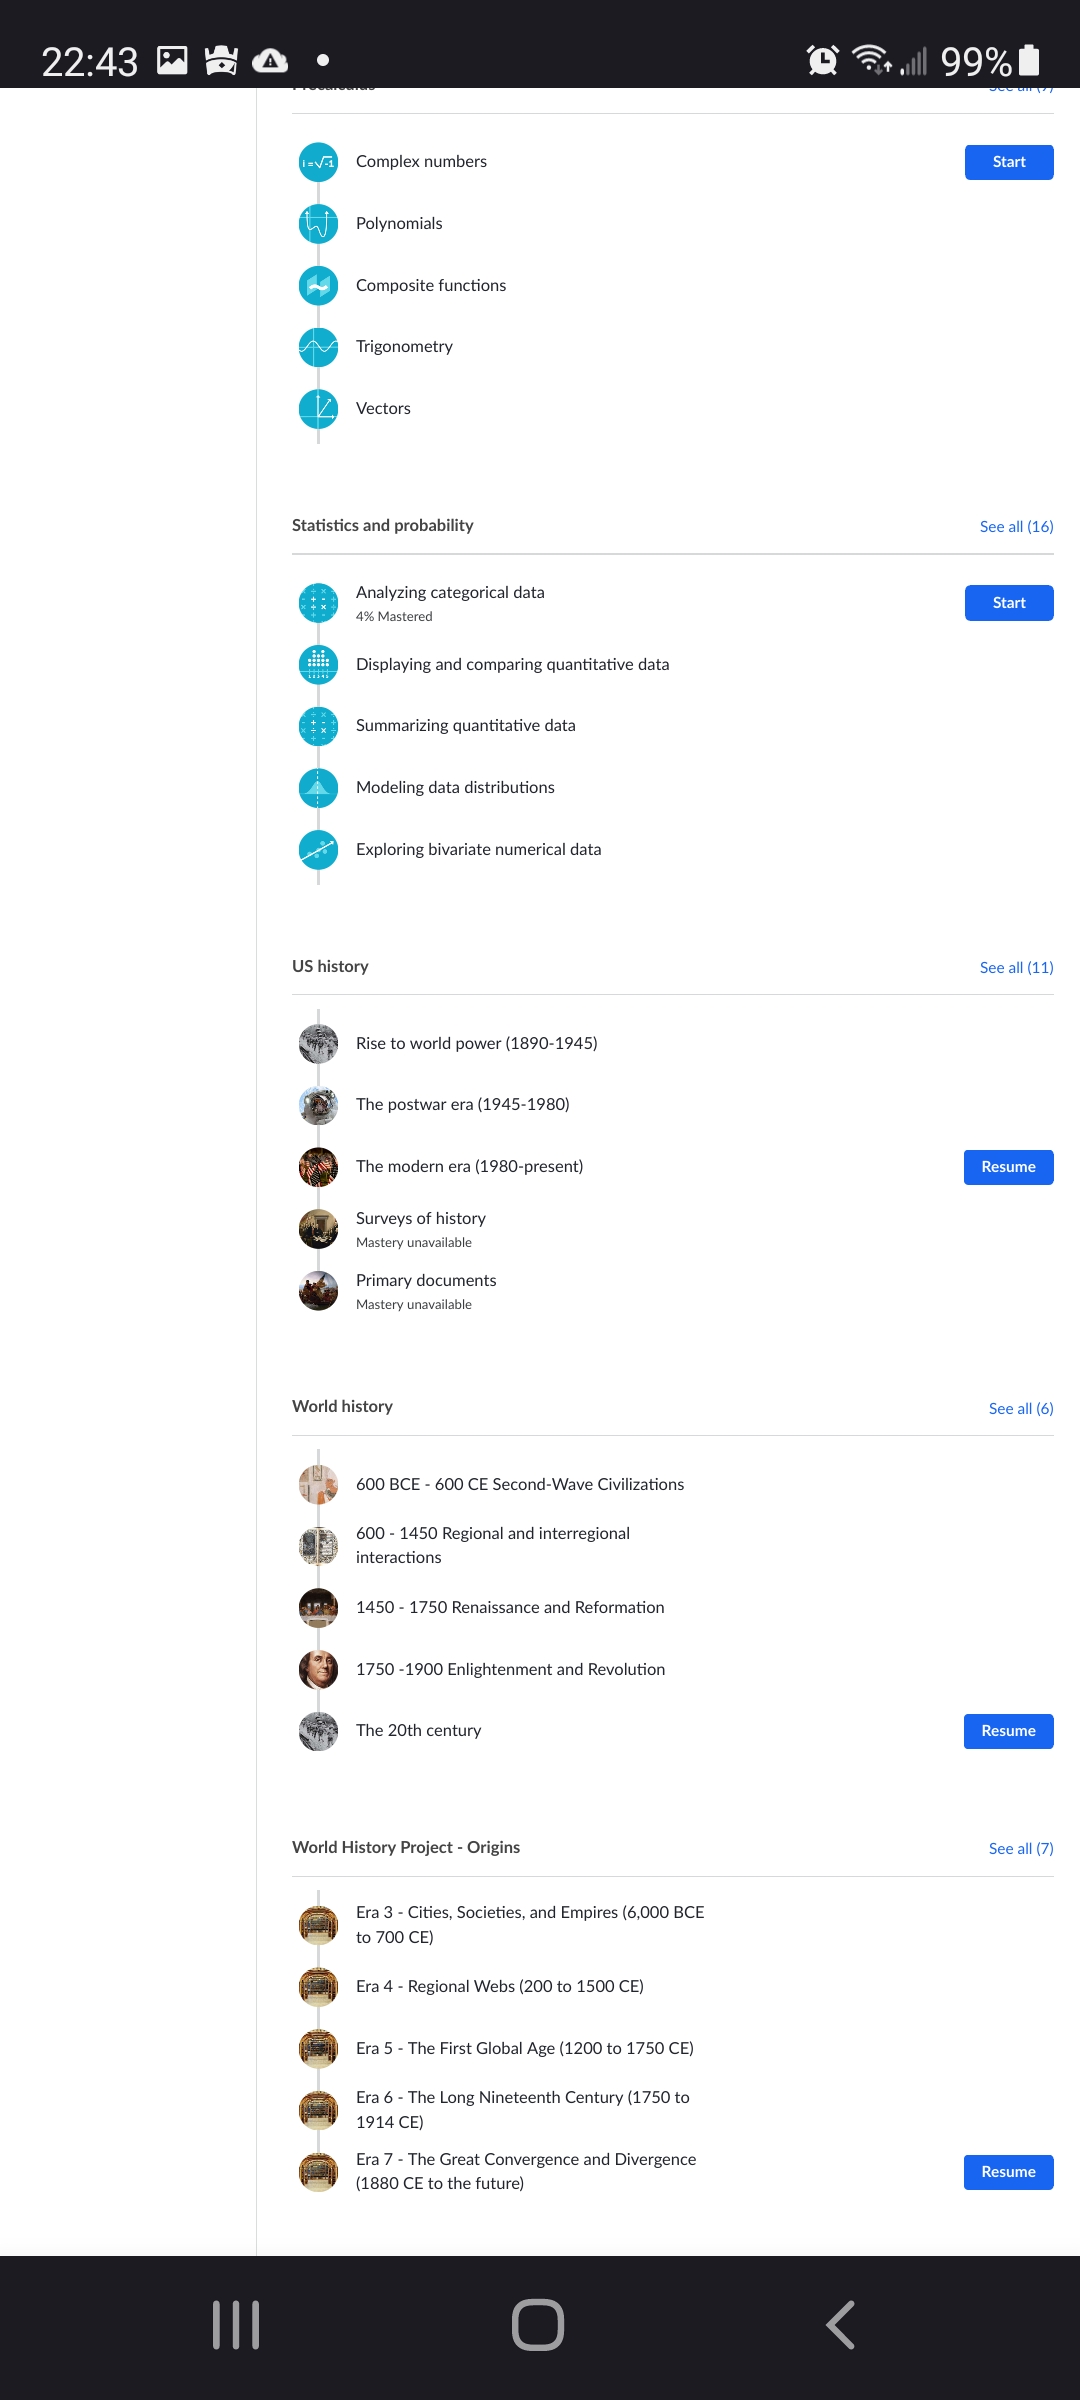 22:43
99%
Precalculus
See all (7)
i = √-1
Complex numbers
Start
Polynomials
Composite functions
Trigonometry
Vectors
Statistics and probability
See all (16)
Analyzing categorical data
Start
4% Mastered
Displaying and comparing quantitative data
Summarizing quantitative data
Modeling data distributions
Exploring bivariate numerical data
US history
See all (11)
Rise to world power (1890-1945)
The postwar era (1945-1980)
The modern era (1980-present)
Resume
Surveys of history
Mastery unavailable
Primary documents
Mastery unavailable
World history
See all (6)
600 BCE - 600 CE Second-Wave Civilizations
600 - 1450 Regional and interregional
interactions
1450 - 1750 Renaissance and Reformation
1750 -1900 Enlightenment and Revolution
The 20th century
Resume
World History Project - Origins
See all (7)
Era 3 - Cities, Societies, and Empires (6,000 BCE
to 700 CE)
Era 4 - Regional Webs (200 to 1500 CE)
Era 5 - The First Global Age (1200 to 1750 CE)
Era 6 - The Long Nineteenth Century (1750 to
1914 CE)
Era 7 - The Great Convergence and Divergence
(1880 CE to the future)
Resume